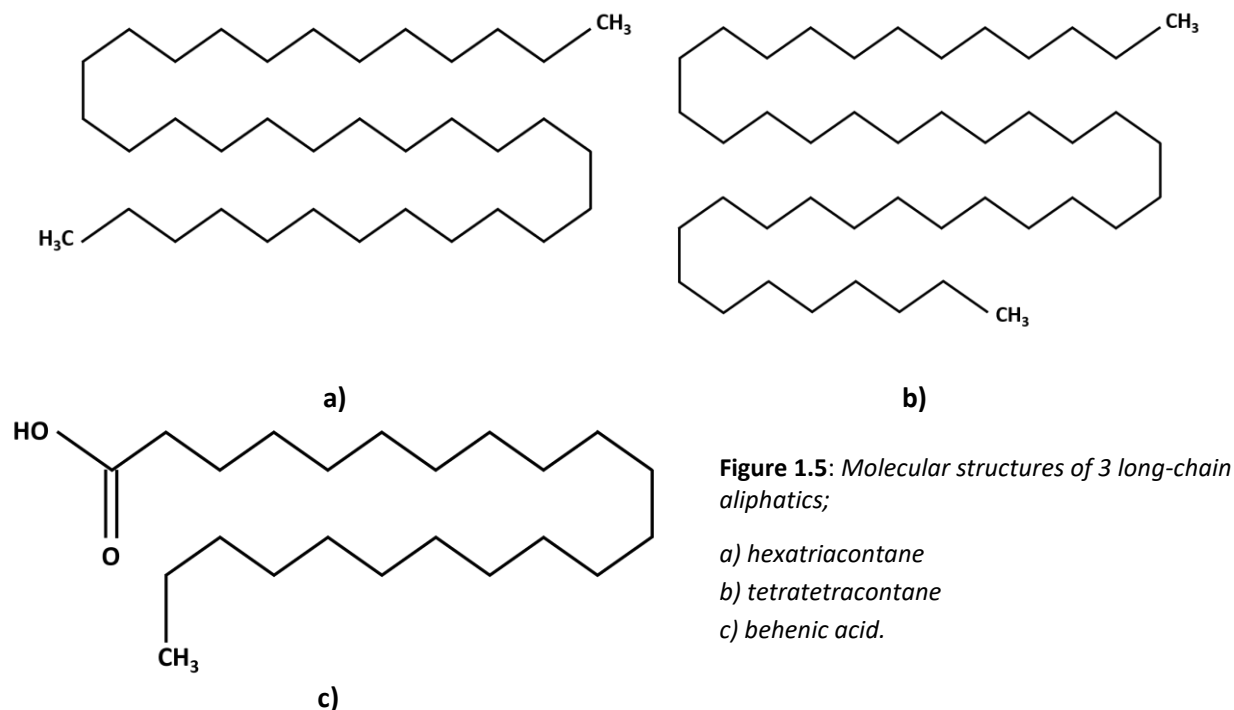 CH₃
H₃C
a)
CH₃
CH₃
b)
HO
O
CH₃
c)
Figure 1.5: Molecular structures of 3 long-chain
aliphatics;
a) hexatriacontane
b) tetratetracontane
c) behenic acid.